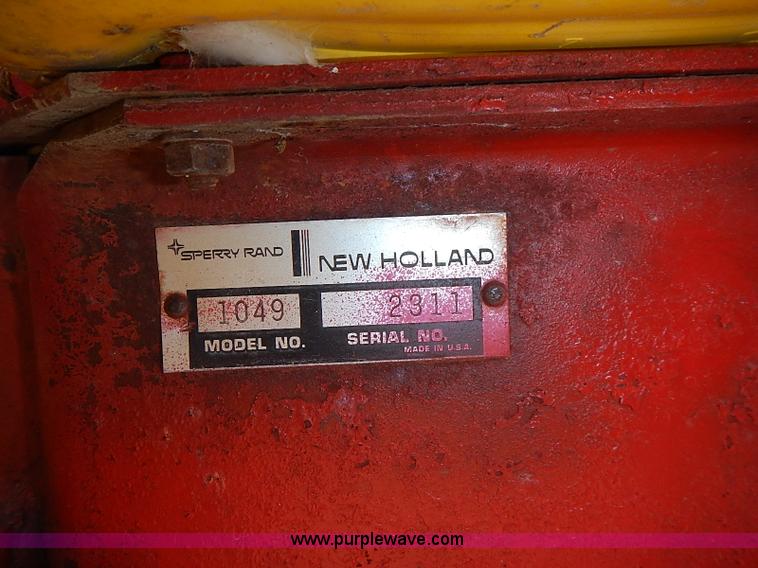 SPERRY RAND NEW HOLLAND
1049 2311
MODEL NO. SERIAL NO.
MADE IN U.S.A.
www.purplewave.com